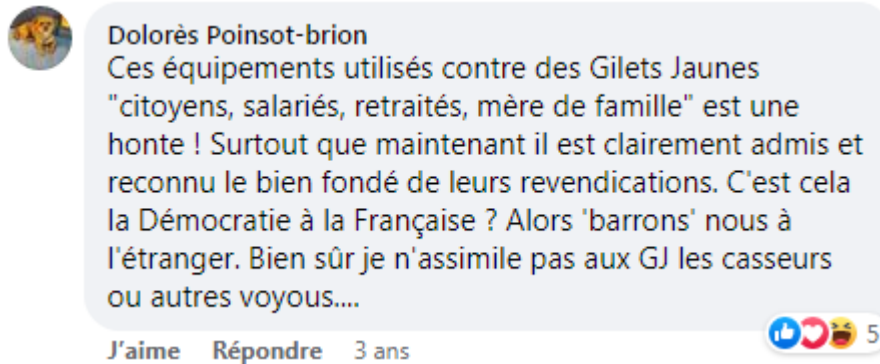 Dolorès Poinsot-brion
Ces équipements utilisés contre des Gilets Jaunes
"citoyens, salariés, retraités, mère de famille" est une
honte ! Surtout que maintenant il est clairement admis et
reconnu le bien fondé de leurs revendications. C'est cela
la Démocratie à la Française ? Alors 'barrons' nous à
l'étranger. Bien sûr je n'assimile pas aux GJ les casseurs
ou autres voyous....
5
J'aime Répondre 3 ans